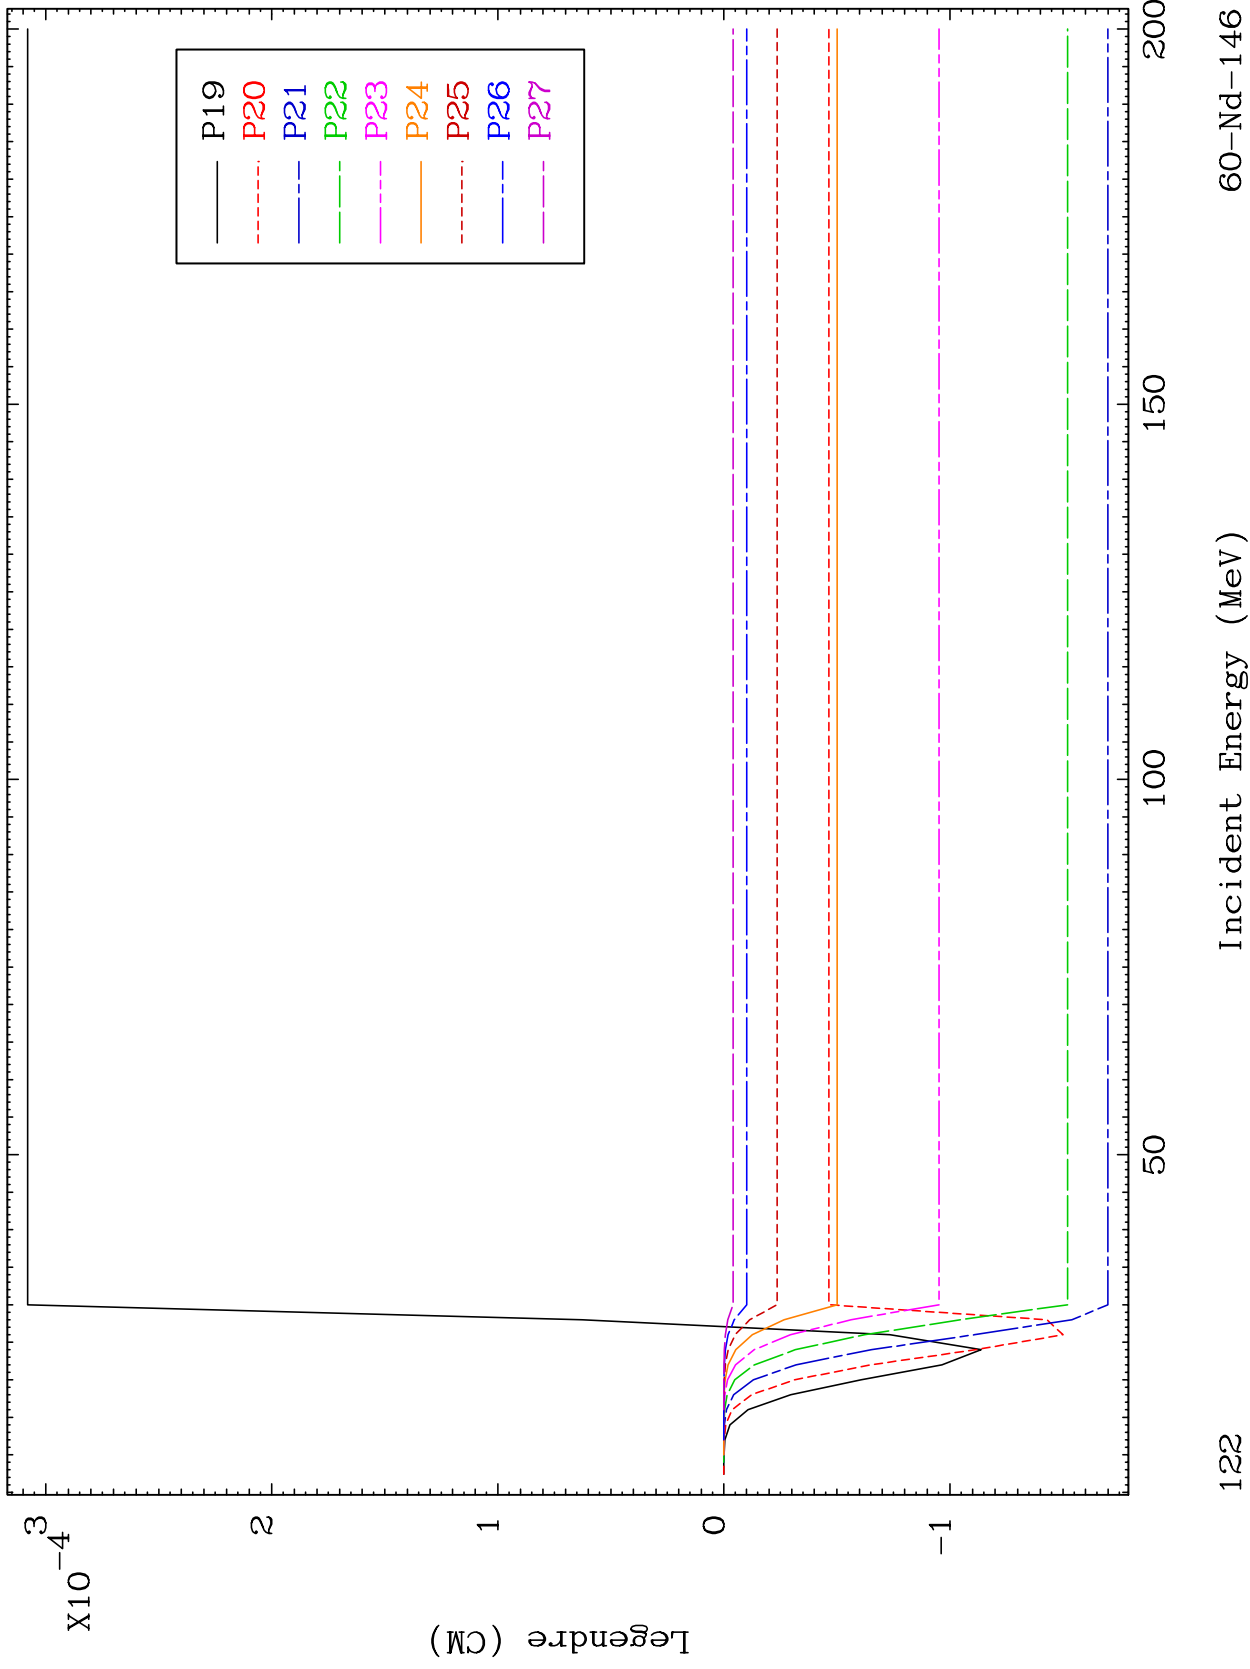 X10
-4
3
2
1
0
-1
Legendre (CM)
P19
P20
P21
P22
P23
P24
P25
P26
P27
50
100
150
200
122
Incident Energy (MeV)
60-Nd-146